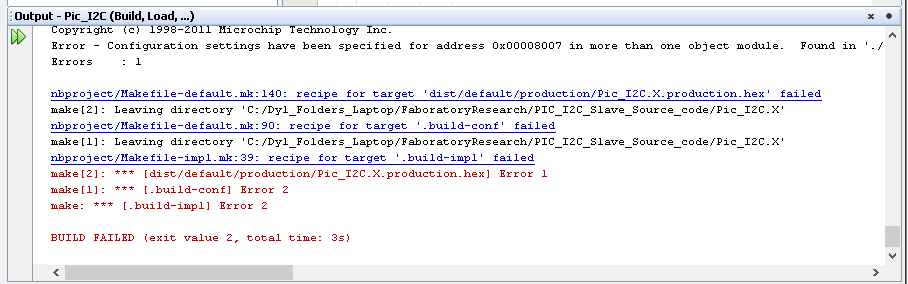 Output - Pic_I2C (Build, Load, ...)
Copyright (c) 1998-2011 Microchip Technology Inc.
Error - Configuration settings have been specified for address 0x00008007 in more than one object module.  Found in './
Errors    : 1
nbproject/Makefile-default.mk:140: recipe for target 'dist/default/production/Pic_I2C.X.production.hex' failed
make[2]: Leaving directory 'C:/Dyl_Folders_Laptop/FaboratoryResearch/PIC_I2C_Slave_Source_code/Pic_I2C.X'
nbproject/Makefile-default.mk:90: recipe for target '.build-conf' failed
make[1]: Leaving directory 'C:/Dyl_Folders_Laptop/FaboratoryResearch/PIC_I2C_Slave_Source_code/Pic_I2C.X'
nbproject/Makefile-impl.mk:39: recipe for target '.build-impl' failed
make[2]: *** [dist/default/production/Pic_I2C.X.production.hex] Error 1
make[1]: *** [.build-conf] Error 2
make: *** [.build-impl] Error 2
BUILD FAILED (exit value 2, total time: 3s)